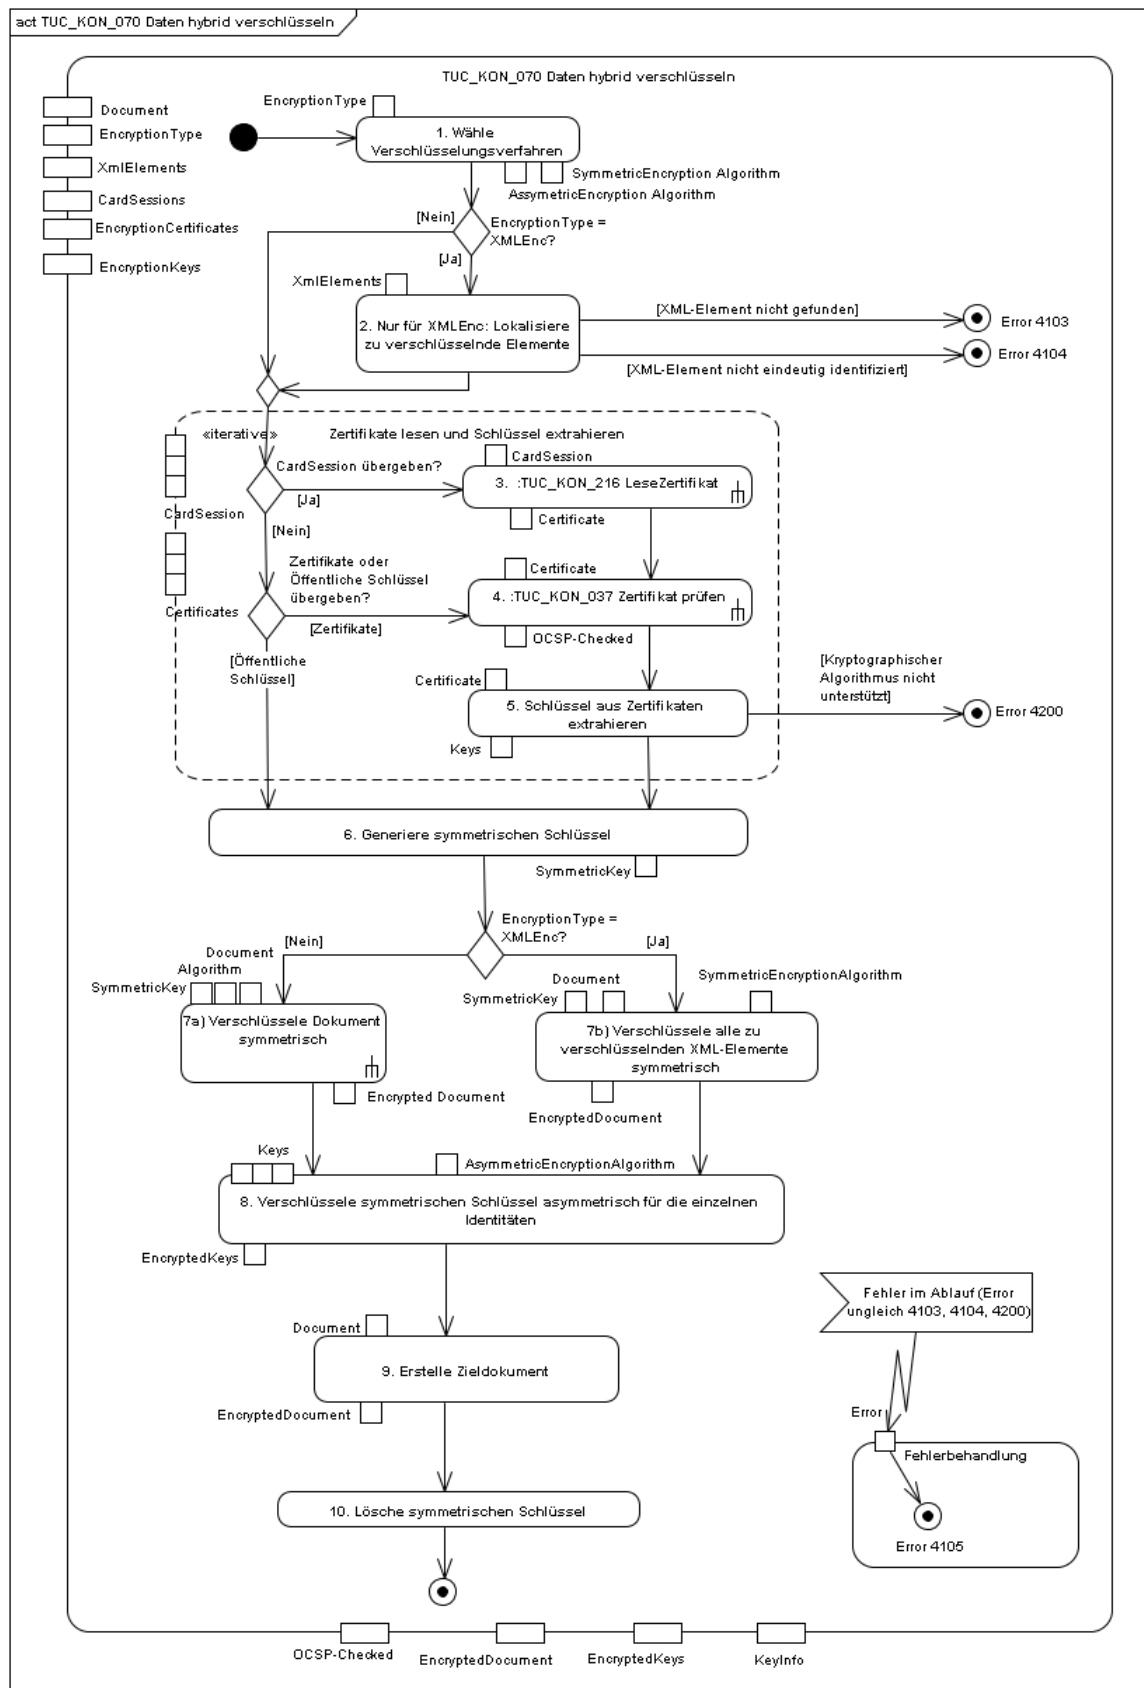 act TUC_KON_070 Daten hybrid verschlüsseln
TUC_KON_070 Daten hybrid verschlüsseln
Document
EncryptionType
XmlElements
CardSessions
EncryptionCertificates
EncryptionKeys
EncryptionType
1. Wähle
Verschlüsselungsverfahren
SymmetricEncryption Algorithm
AssymetricEncryption Algorithm
[Nein]
EncryptionType =
XMLEnc?
[Ja]
XmlElements
2. Nur für XMLEnc: Lokalisiere
zu verschlüsselnde Elemente
[XML-Element nicht gefunden]
Error 4103
Error 4104
[XML-Element nicht eindeutig identifiziert]
«iterative»
Zertifikate lesen und Schlüssel extrahieren
CardSession
CardSession übergeben?
[Ja]
CardSession
3. :TUC_KON_216 LeseZertifikat
Certificate
[Nein]
Certificates
Zertifikate oder
Öffentliche Schlüssel
übergeben?
[Zertifikate]
Certificate
4. :TUC_KON_037 Zertifikat prüfen
OCSP-Checked
[Öffentliche
Schlüssel]
Certificate
5. Schlüssel aus Zertifikaten
extrahieren
Keys
[Kryptographischer
Algorithmus nicht
unterstützt]
Error 4200
6. Generiere symmetrischen Schlüssel
SymmetricKey
EncryptionType =
XMLEnc?
[Nein]
[Ja]
Document
Algorithm
SymmetricKey
7a) Verschlüssele Dokument
symmetrisch
Encrypted Document
Document
SymmetricKey
SymmetricEncryptionAlgorithm
7b) Verschlüssele alle zu
verschlüsselnden XML-Elemente
symmetrisch
EncryptedDocument
Keys
AsymmetricEncryptionAlgorithm
8. Verschlüssele symmetrischen Schlüssel asymmetrisch für die einzelnen
Identitäten
EncryptedKeys
Document
9. Erstelle Zieldokument
EncryptedDocument
10. Lösche symmetrischen Schlüssel
Fehler im Ablauf (Error
ungleich 4103, 4104, 4200)
Error
Fehlerbehandlung
Error 4105
OCSP-Checked
EncryptedDocument
EncryptedKeys
KeyInfo